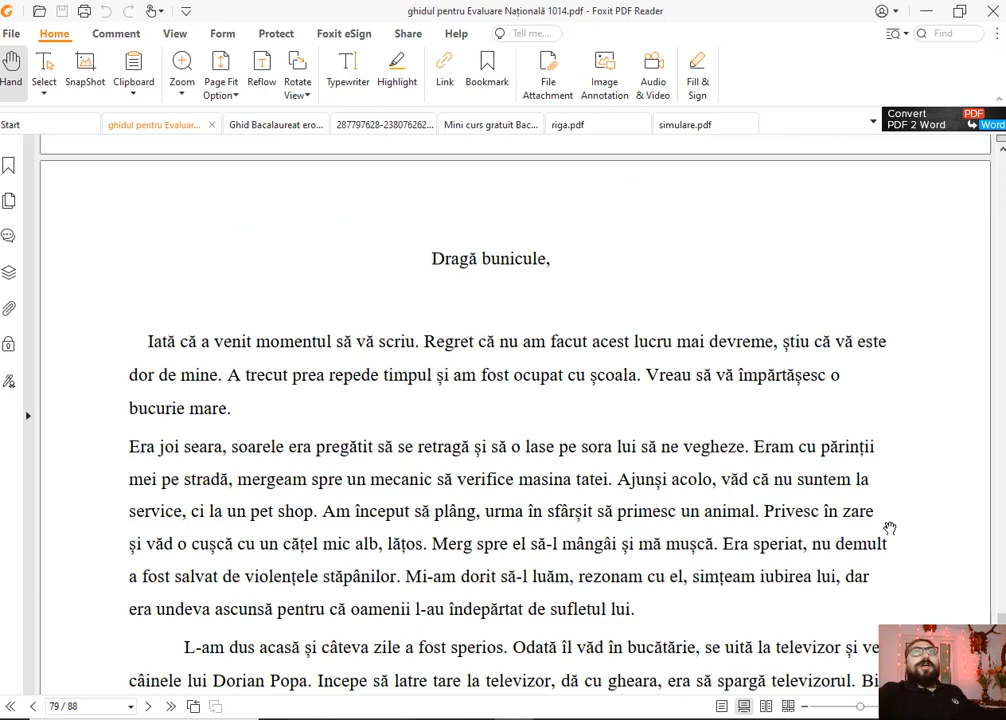 ghidul pentru Evaluare Națională 1014.pdf - Foxit PDF Reader
File Home Comment View Form Protect Foxit eSign Share Help Tell me... Find
Hand Select SnapShot Clipboard Zoom Page Fit Option Reflow Rotate View Typewriter Highlight Link Bookmark File Attachment Image Annotation Audio & Video Fill & Sign
Start ghidul pentru Evaluar... Ghid Bacalaureat ero... 287797628-238076262... Mini curs gratuit Bac... riga.pdf simulare.pdf
Convert PDF
PDF 2 Word Word
Dragă bunicule,
Iată că a venit momentul să vă scriu. Regret că nu am facut acest lucru mai devreme, știu că vă este
dor de mine. A trecut prea repede timpul și am fost ocupat cu școala. Vreau să vă împărtășesc o
bucurie mare.
Era joi seara, soarele era pregătit să se retragă și să o lase pe sora lui să ne vegheze. Eram cu părinții
mei pe stradă, mergeam spre un mecanic să verifice masina tatei. Ajunși acolo, văd că nu suntem la
service, ci la un pet shop. Am început să plâng, urma în sfârșit să primesc un animal. Privesc în zare
și văd o cușcă cu un cățel mic alb, lățos. Merg spre el să-l mângâi și mă mușcă. Era speriat, nu demult
a fost salvat de violențele stăpânilor. Mi-am dorit să-l luăm, rezonam cu el, simțeam iubirea lui, dar
era undeva ascunsă pentru că oamenii l-au îndepărtat de sufletul lui.
L-am dus acasă și câteva zile a fost sperios. Odată îl văd în bucătărie, se uită la televizor și ve
câinele lui Dorian Popa. Incepe să latre tare la televizor, dă cu gheara, era să spargă televizorul. Bi
79 / 88